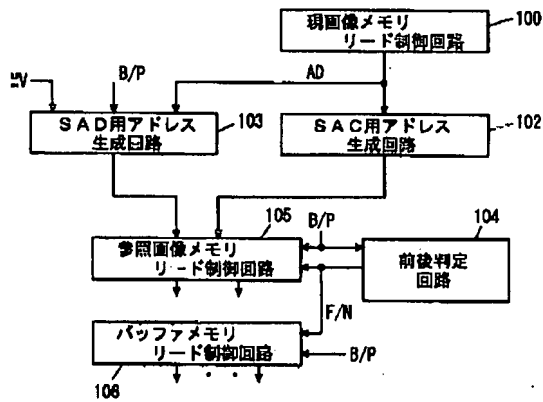 現画像メモリ
リード制御回路
100
B/P
AD
SAD用アドレス
生成回路
103
SAC用アドレス
生成回路
102
105
B/P
104
参照画像メモリ
リード制御回路
前後判定
回路
F/N
バッファメモリ
リード制御回路
B/P
106